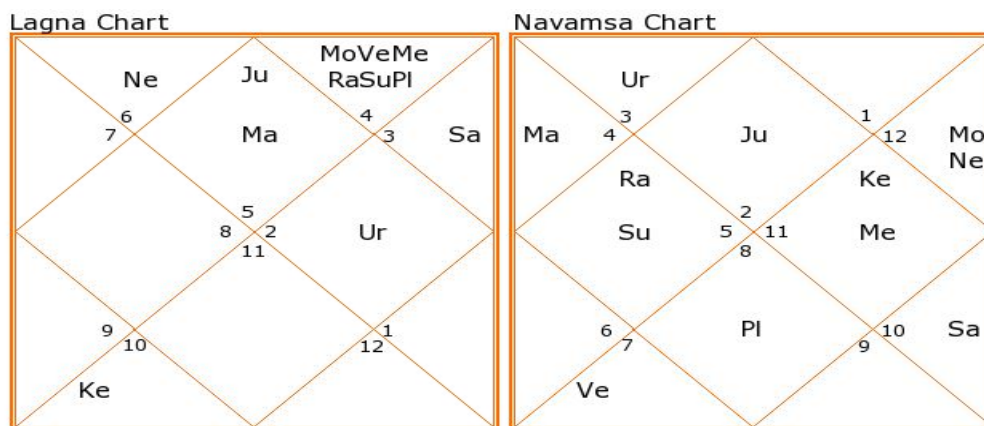 Lagna Chart
Navamsa Chart
Ne
Ju
MoVeMe
RaSuPl
6
7
Ma
4
3
Sa
5
8
2
11
Ur
9
10
1
12
Ke
Ur
3
Ma
4
Ju
1
12
Mo
Ne
Ra
Ke
Su
2
5
11
8
Me
6
7
Pl
10
9
Sa
Ve